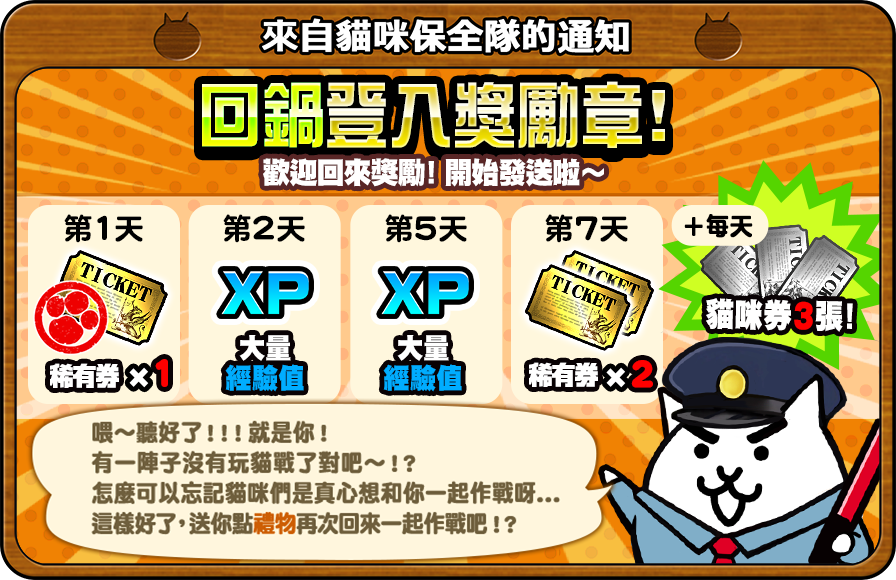 來自貓咪保全隊的通知
回鍋登入獎勵章!
歡迎回來獎勵! 開始發送啦～
第1天
TICKET
稀有券 ×1
第2天
XP
大量
經驗值
第5天
XP
大量
經驗值
第7天
TICKET
TICKET
稀有券 ×2
＋每天
TICKET
貓咪券3張!
喂～聽好了!!!就是你!
有一陣子沒有玩貓戰了對吧～!?
怎麼可以忘記貓咪們是真心想和你一起作戰呀...
這樣好了,送你點禮物再次回來一起作戰吧!?